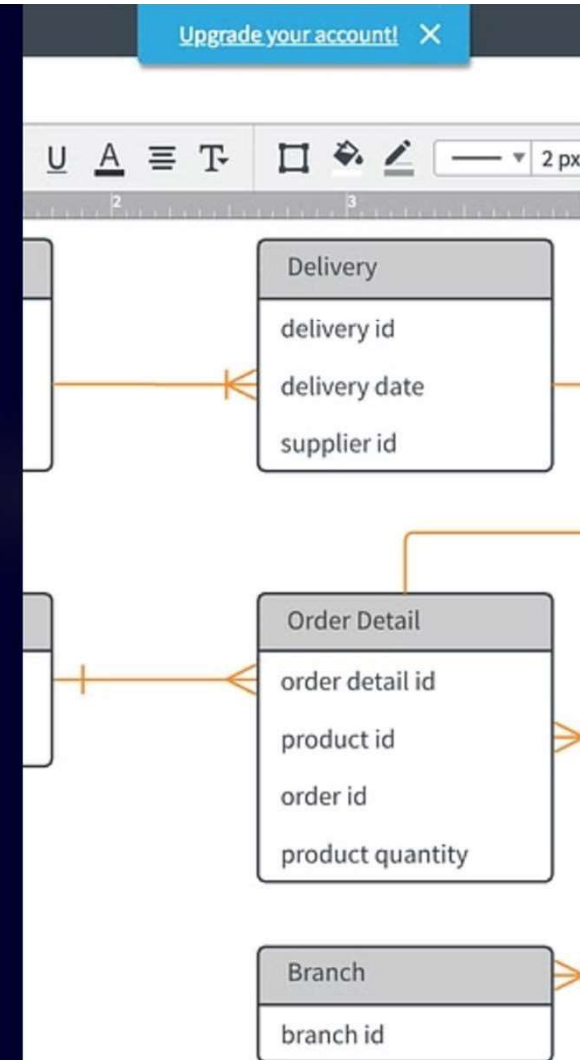 Upgrade your account!
U A T
2 px
2 3
Delivery
delivery id
delivery date
supplier id
Order Detail
order detail id
product id
order id
product quantity
Branch
branch id